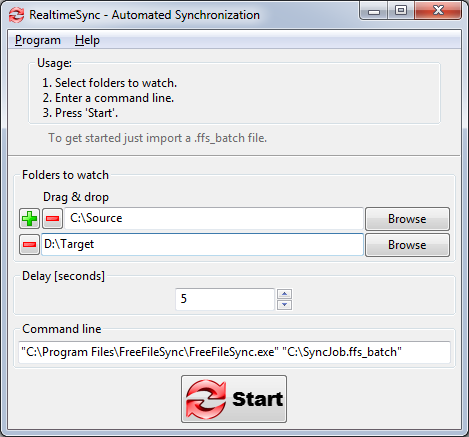 RealtimeSync - Automated Synchronization
Program Help
Usage:
1. Select folders to watch.
2. Enter a command line.
3. Press 'Start'.
To get started just import a .ffs_batch file.
Folders to watch
Drag & drop
C:\Source Browse
D:\Target Browse
Delay [seconds]
5
Command line
"C:\Program Files\FreeFileSync\FreeFileSync.exe" "C:\SyncJob.ffs_batch"
Start